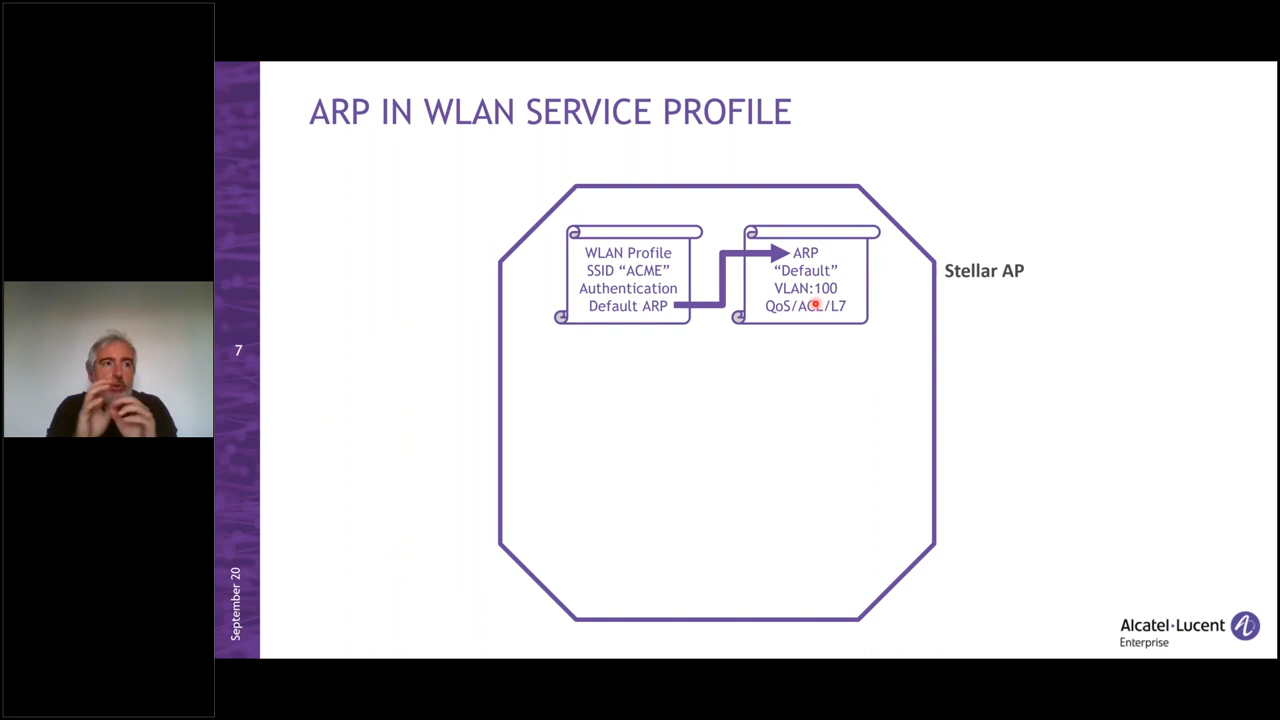 ARP IN WLAN SERVICE PROFILE
WLAN Profile
SSID “ACME”
Authentication
Default ARP
ARP
“Default”
VLAN:100
QoS/ACL/L7
Stellar AP
7
September 20
Alcatel·Lucent
Enterprise